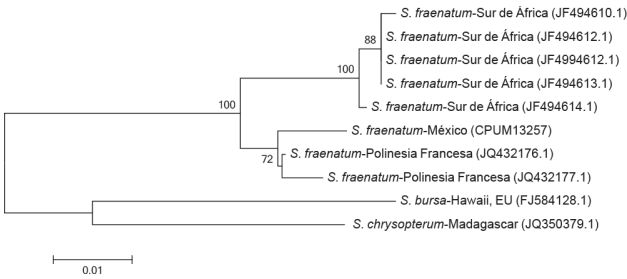 S. fraenatum-Sur de África (JF494610.1)
88
S. fraenatum-Sur de África (JF494612.1)
S. fraenatum-Sur de África (JF4994612.1)
100
S. fraenatum-Sur de África (JF494613.1)
100
S. fraenatum-Sur de África (JF494614.1)
S. fraenatum-México (CPUM13257)
72
S. fraenatum-Polinesia Francesa (JQ432176.1)
S. fraenatum-Polinesia Francesa (JQ432177.1)
S. bursa-Hawaii, EU (FJ584128.1)
S. chrysopterum-Madagascar (JQ350379.1)
0.01